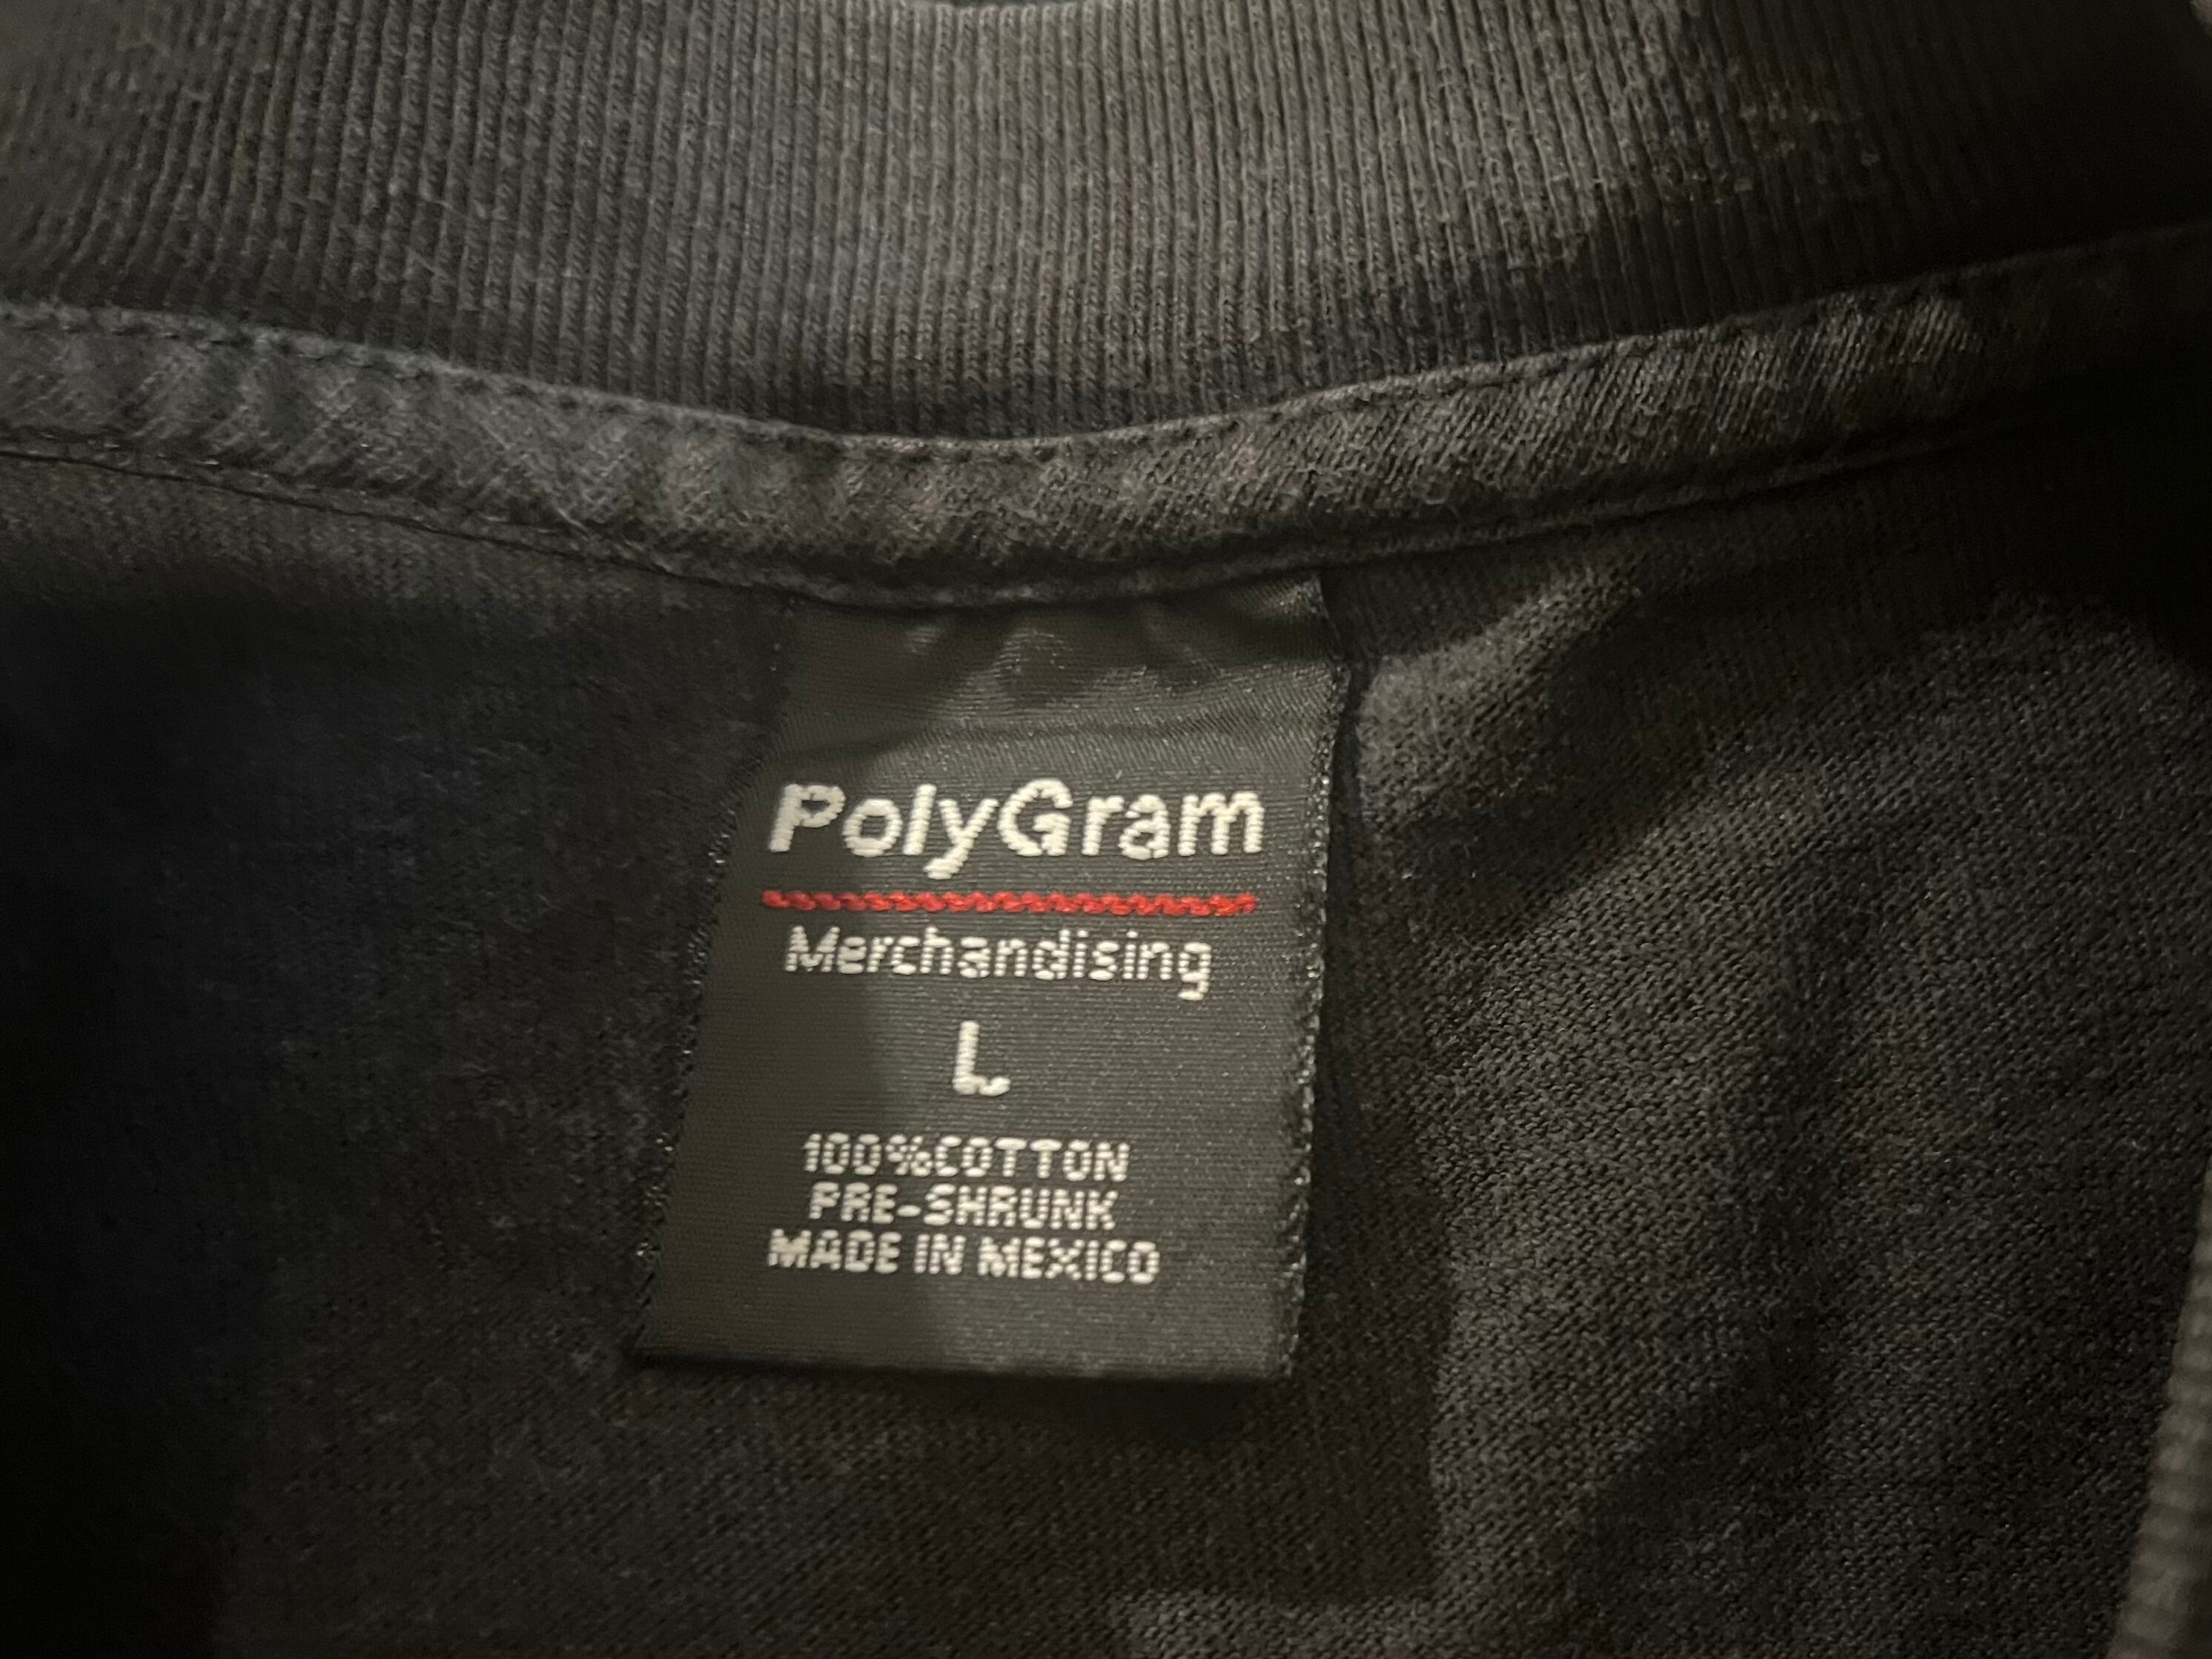 PolyGram
Merchandising
L
100%COTTON
PRE-SHRUNK
MADE IN MEXICO